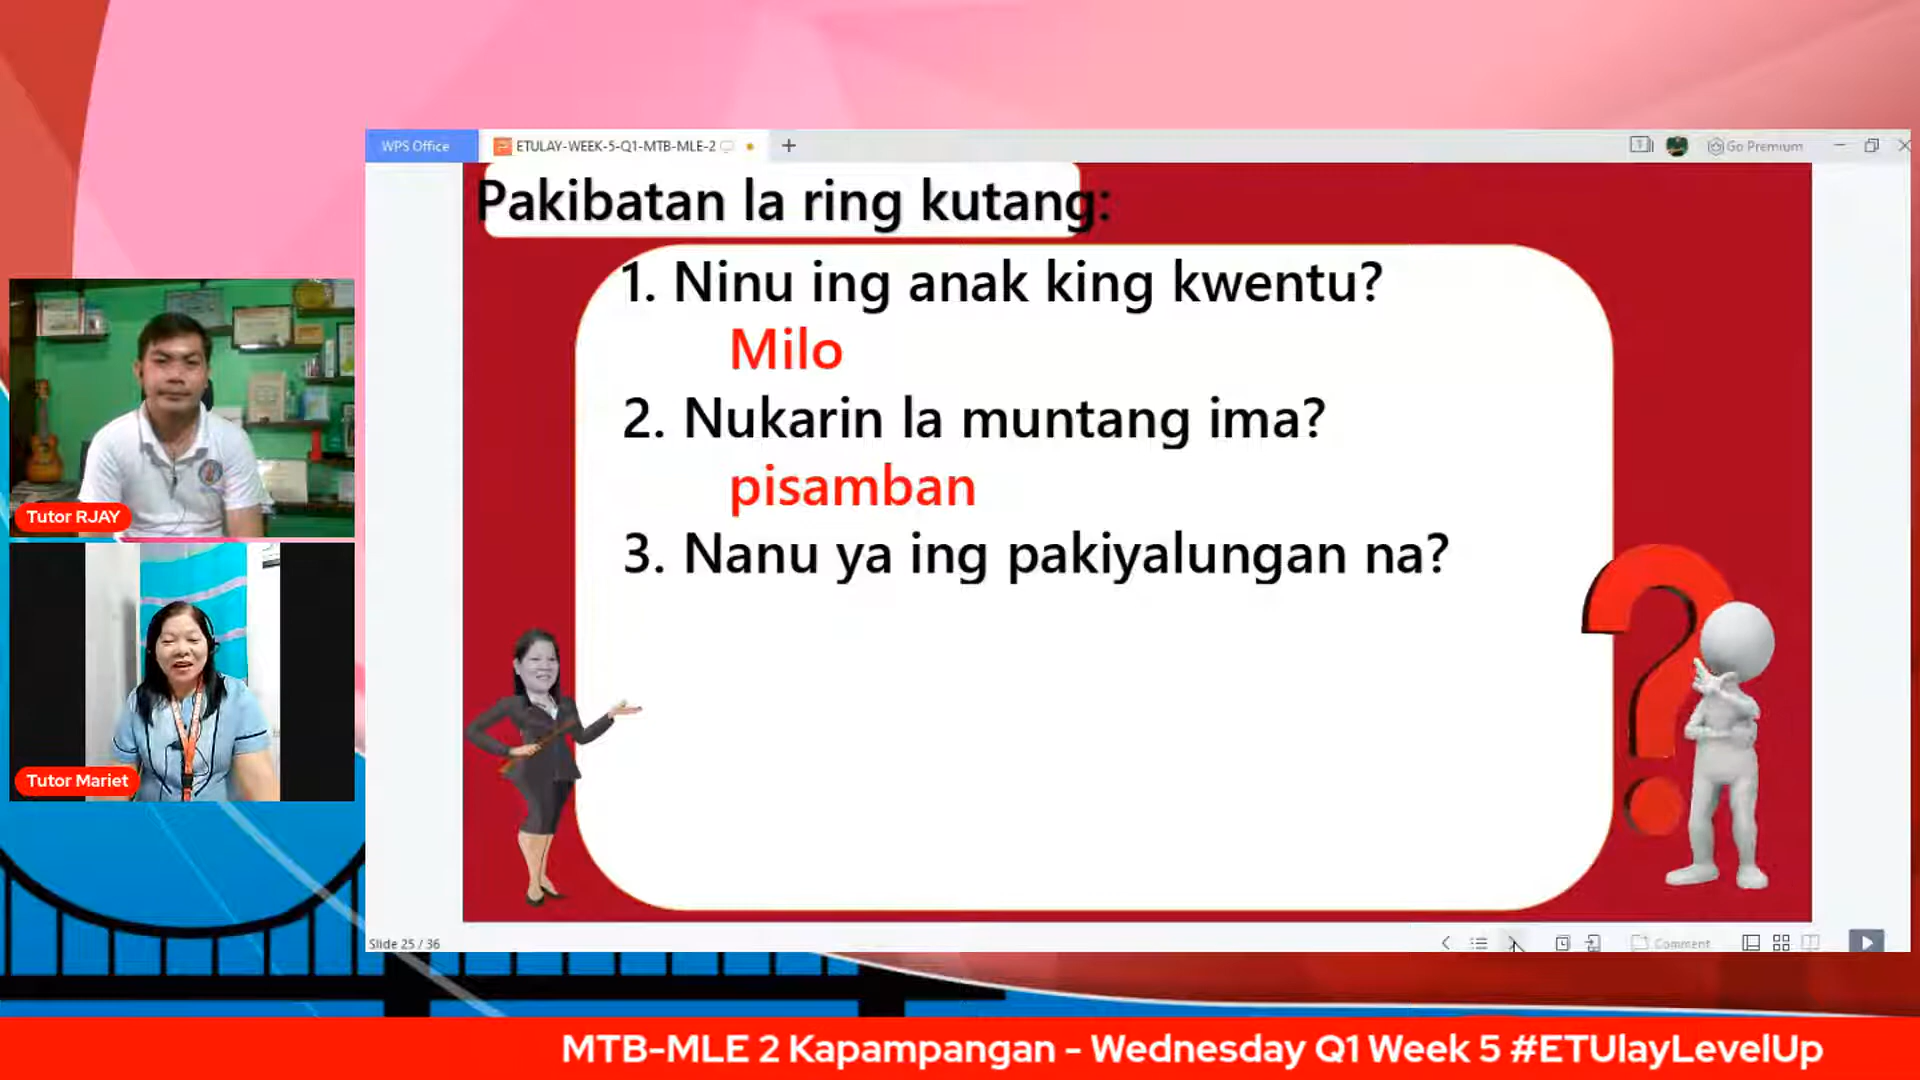 WPS Office
ETULAY-WEEK-5-Q1-MTB-MLE-2
Go Premium
Pakibatan la ring kutang:
1. Ninu ing anak king kwentu?
Milo
2. Nukarin la muntang ima?
pisamban
3. Nanu ya ing pakiyalungan na?
Tutor RJAY
Tutor Mariet
Slide 25 / 36
Comment
MTB-MLE 2 Kapampangan - Wednesday Q1 Week 5 #ETUlayLevelUp